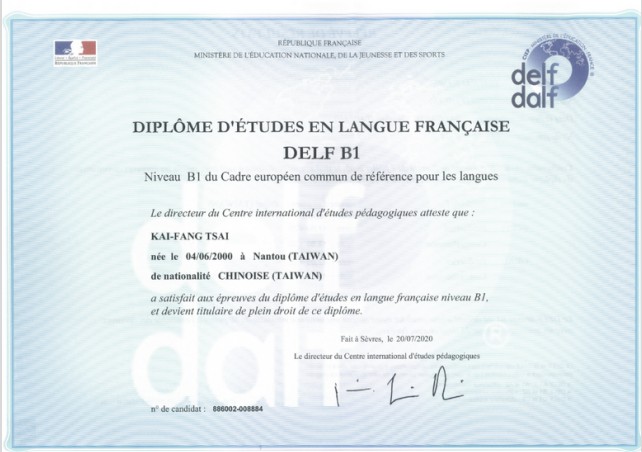 RÉPUBLIQUE FRANÇAISE
MINISTÈRE DE L'ÉDUCATION NATIONALE, DE LA JEUNESSE ET DES SPORTS
RÉPUBLIQUE FRANÇAISE
delf
dalf
DIPLÔME D'ÉTUDES EN LANGUE FRANÇAISE
DELF B1
Niveau B1 du Cadre européen commun de référence pour les langues
Le directeur du Centre international d'études pédagogiques atteste que :
KAI-FANG TSAI
née le 04/06/2000 à Nantou (TAIWAN)
de nationalité CHINOISE (TAIWAN)
a satisfait aux épreuves du diplôme d'études en langue française niveau B1,
et devient titulaire de plein droit de ce diplôme.
Fait à Sèvres, le 20/07/2020
Le directeur du Centre international d'études pédagogiques
n° de candidat : 886002-008884
delf
dalf